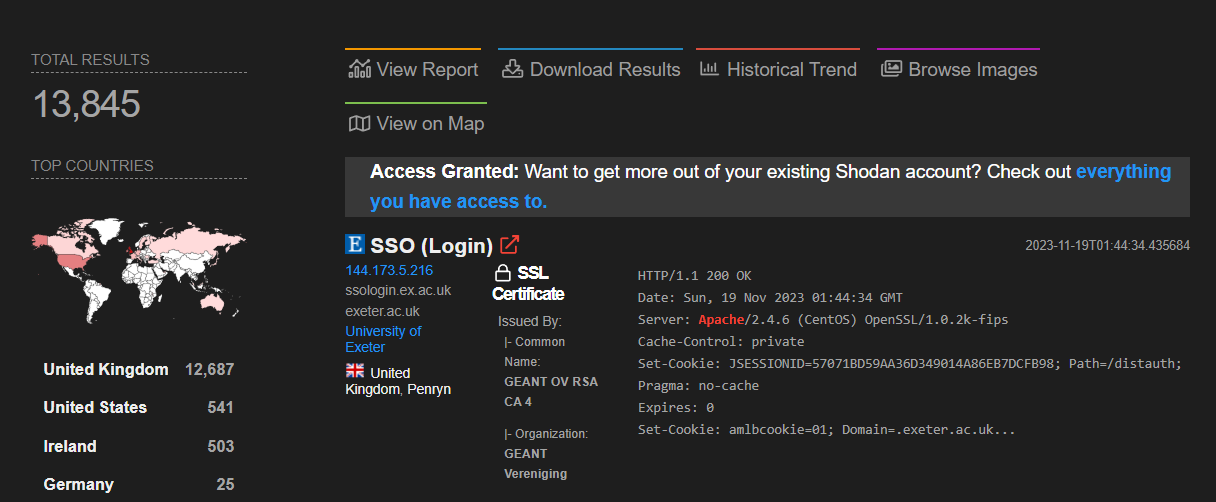 TOTAL RESULTS
13,845
TOP COUNTRIES
United Kingdom 12,687
United States 541
Ireland 503
Germany 25
View Report
Download Results
Historical Trend
Browse Images
View on Map
Access Granted: Want to get more out of your existing Shodan account? Check out everything
you have access to.
E SSO (Login)
2023-11-19T01:44:34.435684
144.173.5.216
ssologin.ex.ac.uk
exeter.ac.uk
University of
Exeter
United
Kingdom, Penryn
SSL
Certificate
Issued By:
|- Common
Name:
GEANT OV RSA
CA 4
|- Organization:
GEANT
Vereniging
HTTP/1.1 200 OK
Date: Sun, 19 Nov 2023 01:44:34 GMT
Server: Apache/2.4.6 (CentOS) OpenSSL/1.0.2k-fips
Cache-Control: private
Set-Cookie: JSESSIONID=57071BD59AA36D349014A86EB7DCFB98; Path=/distauth;
Pragma: no-cache
Expires: 0
Set-Cookie: amlbcookie=01; Domain=.exeter.ac.uk...